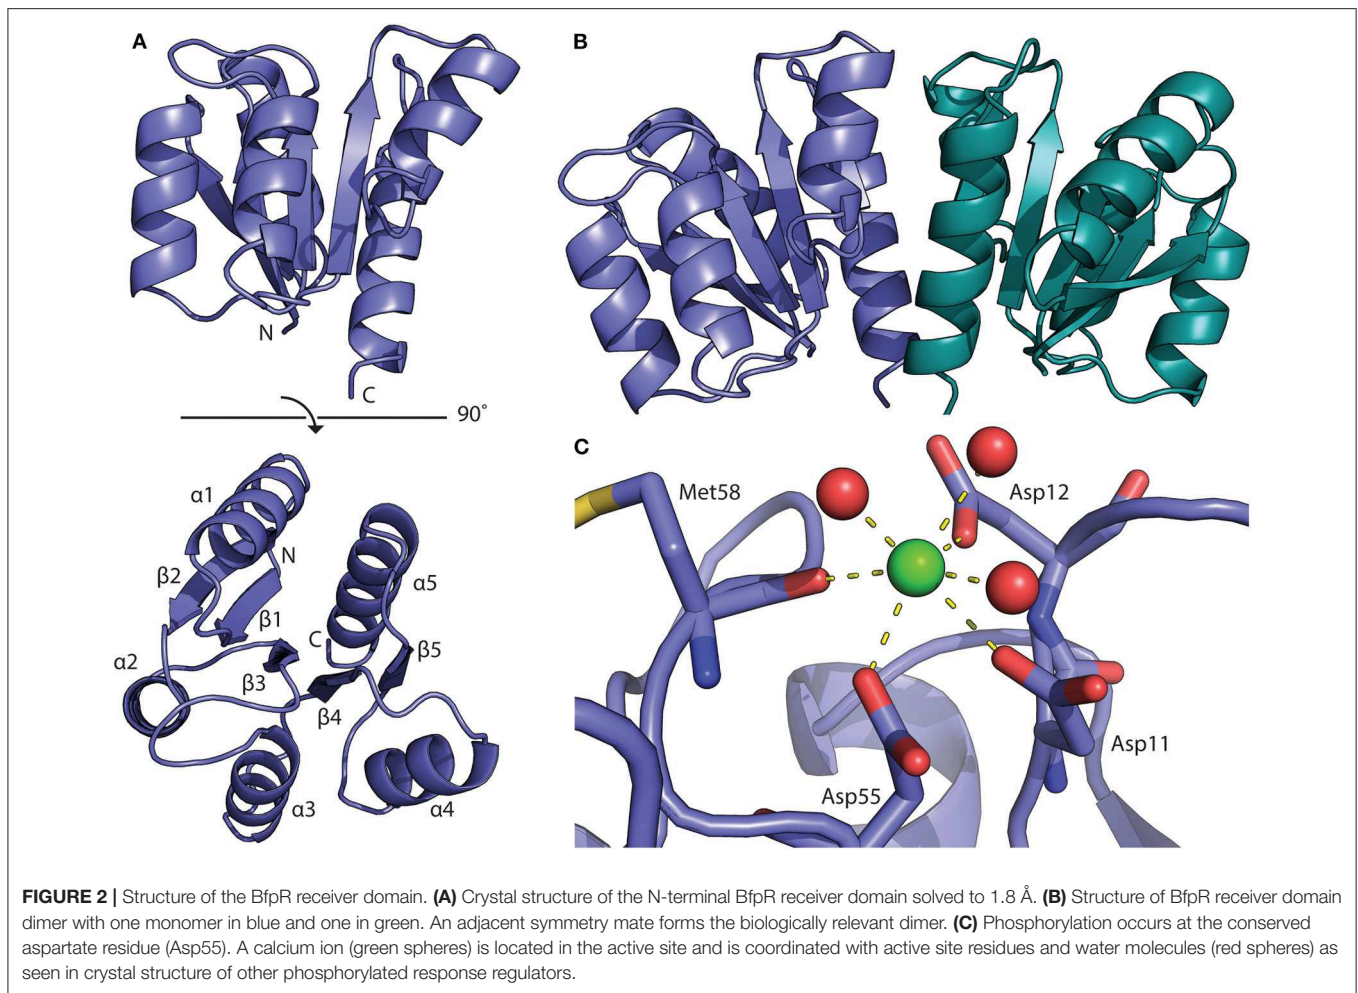 A
B
N
C
90°
α1
N
β2
α5
β1
C
β5
α2
β3
β4
α3
α4
C
Met58
Asp12
Asp11
Asp55
FIGURE 2 | Structure of the BfpR receiver domain. (A) Crystal structure of the N-terminal BfpR receiver domain solved to 1.8 Å. (B) Structure of BfpR receiver domain
dimer with one monomer in blue and one in green. An adjacent symmetry mate forms the biologically relevant dimer. (C) Phosphorylation occurs at the conserved
aspartate residue (Asp55). A calcium ion (green spheres) is located in the active site and is coordinated with active site residues and water molecules (red spheres) as
seen in crystal structure of other phosphorylated response regulators.